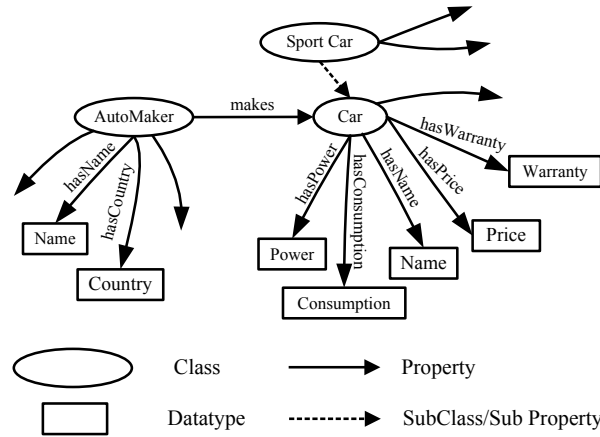 Sport Car
AutoMaker
makes
Car
hasName
hasCountry
hasPower
hasConsumption
hasName
hasPrice
hasWarranty
Warranty
Name
Country
Power
Name
Price
Consumption
Class
Property
Datatype
SubClass/Sub Property